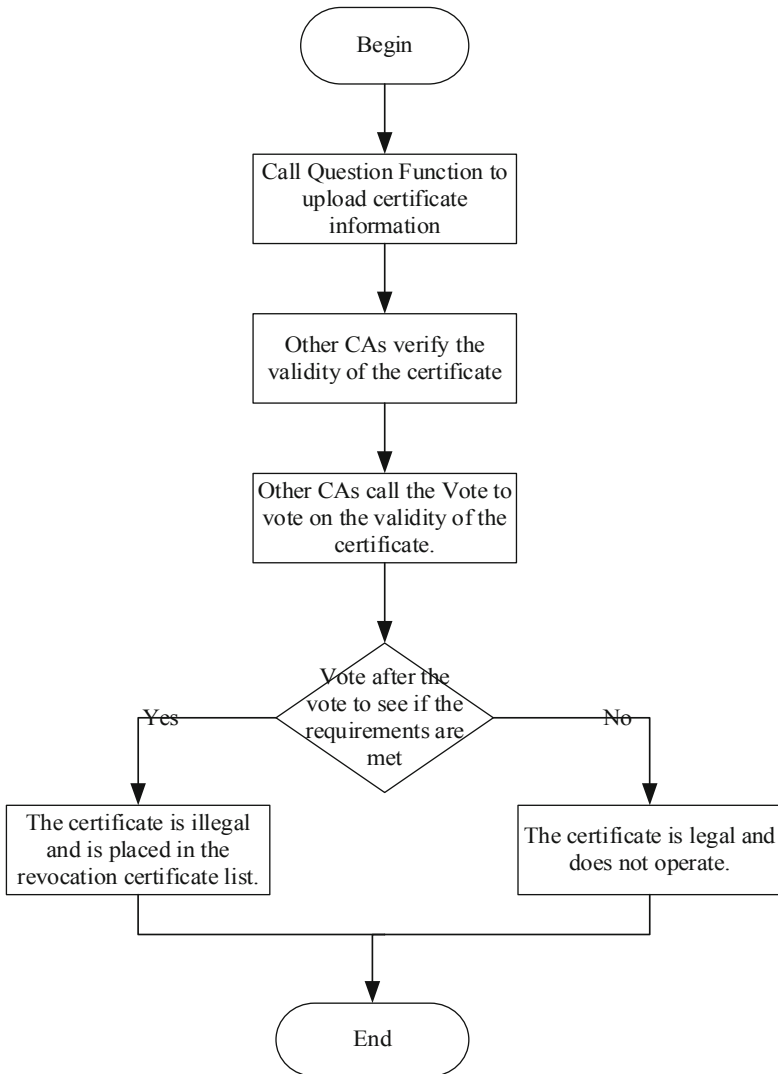 Begin
Call Question Function to
upload certificate
information
Other CAs verify the
validity of the certificate
Other CAs call the Vote to
vote on the validity of the
certificate.
Vote after the
vote to see if the
requirements are
met
Yes
No
The certificate is illegal
and is placed in the
revocation certificate list.
The certificate is legal and
does not operate.
End